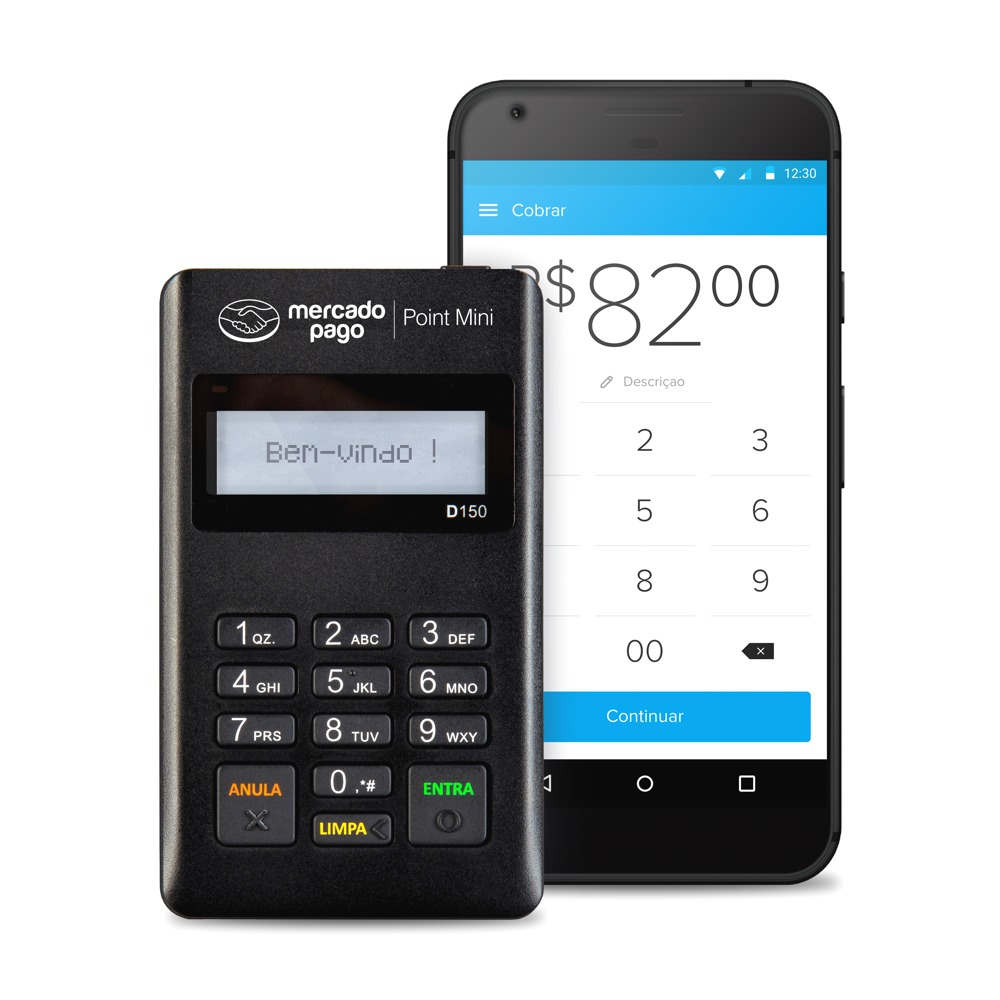 mercado
pago
Point Mini
Bem-vindo !
D150
1 QZ. 2 ABC 3 DEF
4 GHI 5 JKL 6 MNO
7 PRS 8 TUV 9 WXY
ANULA 0 ,*# ENTRA
LIMPA
12:30
Cobrar
R$ 82 00
Descriçao
2 3
5 6
8 9
00
Continuar